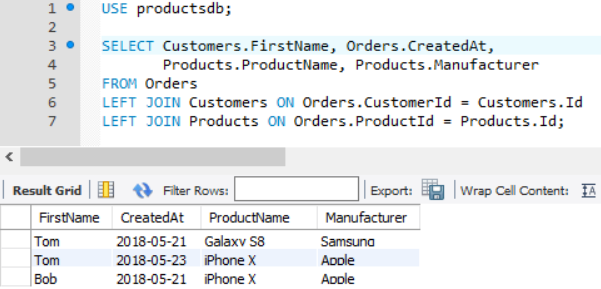 1 USE productsdb;
2
3 SELECT Customers.FirstName, Orders.CreatedAt,
4 Products.ProductName, Products.Manufacturer
5 FROM Orders
6 LEFT JOIN Customers ON Orders.CustomerId = Customers.Id
7 LEFT JOIN Products ON Orders.ProductId = Products.Id;
Result Grid Filter Rows: Export: Wrap Cell Content:
FirstName CreatedAt ProductName Manufacturer
Tom 2018-05-21 Galaxy S8 Samsung
Tom 2018-05-23 iPhone X Apple
Bob 2018-05-21 iPhone X Apple